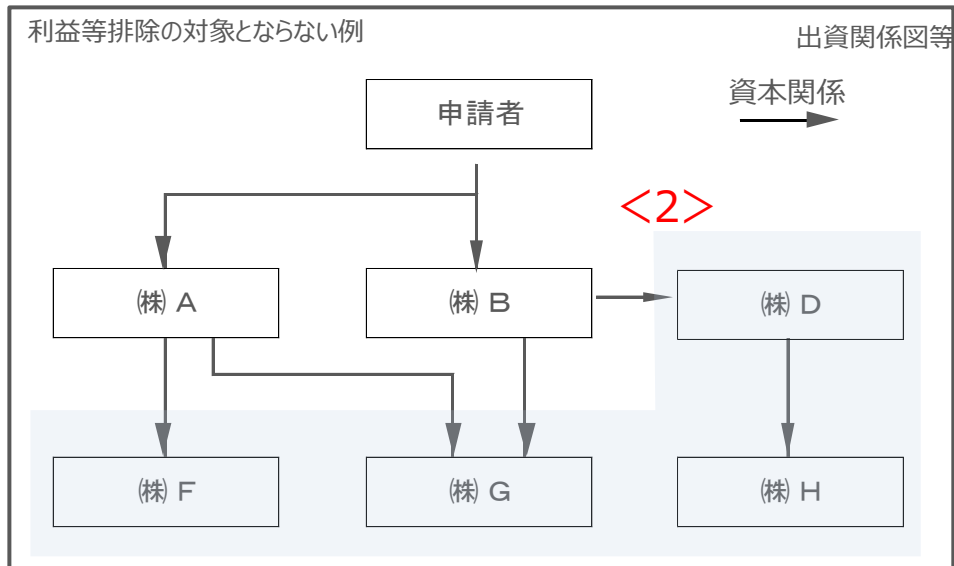 利益等排除の対象とならない例
出資関係図等
資本関係
申請者
<2>
㈱ A
㈱ B
㈱ D
㈱ F
㈱ G
㈱ H